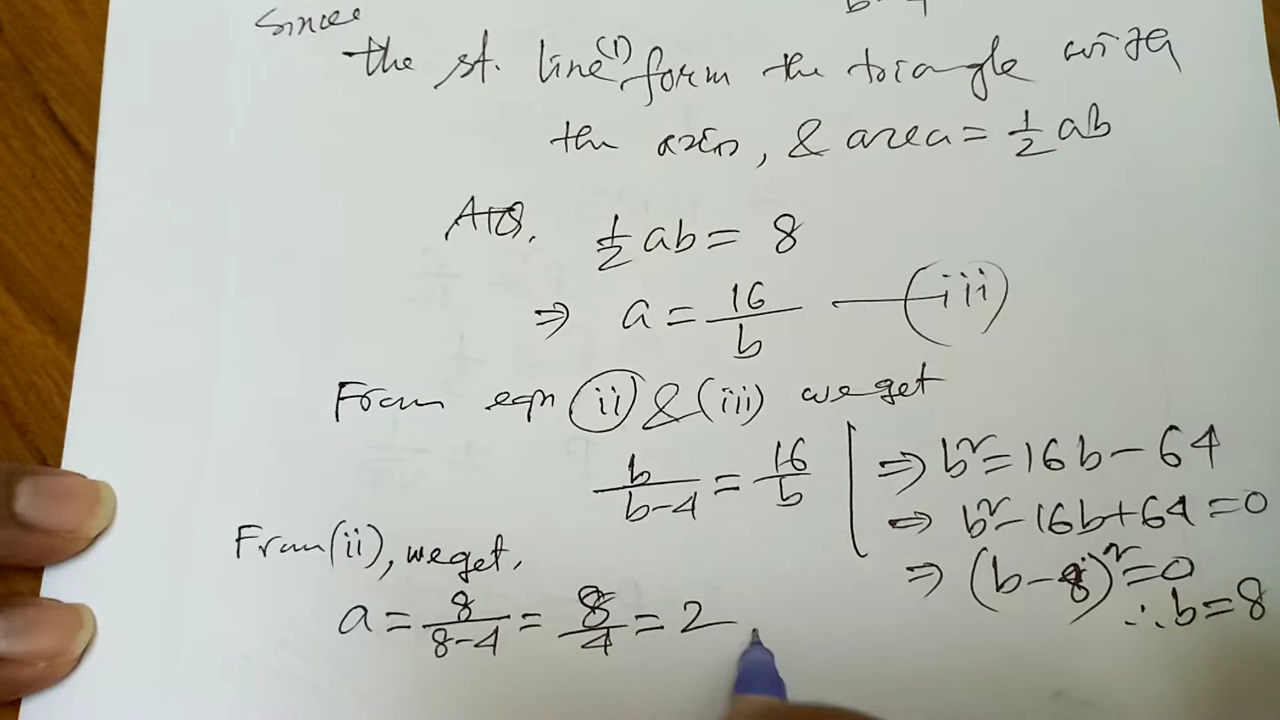 Since
the st. line (1) form the triangle with
the axis, & area = 1/2 ab
ATQ. 1/2 ab = 8
⇒ a = 16/b — (iii)
From eqn (ii) & (iii) we get
b/(b-4) = 16/b
⇒ b² = 16b - 64
⇒ b² - 16b + 64 = 0
⇒ (b - 8)² = 0
∴ b = 8
From (ii), we get,
a = 8/(8-4) = 8/4 = 2